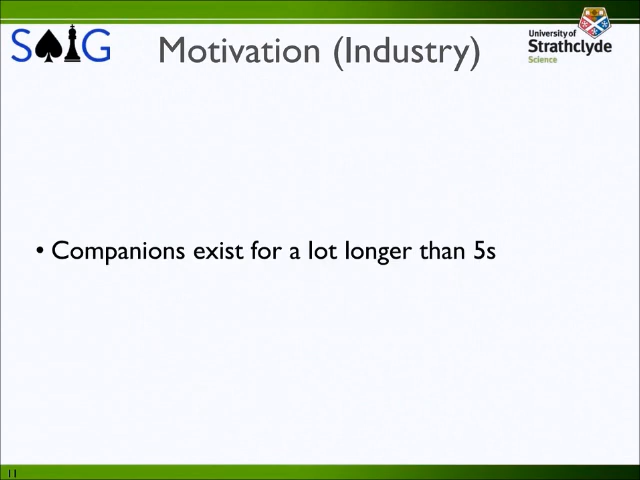 S♠♟G
Motivation (Industry)
University of
Strathclyde
Science
• Companions exist for a lot longer than 5s
11